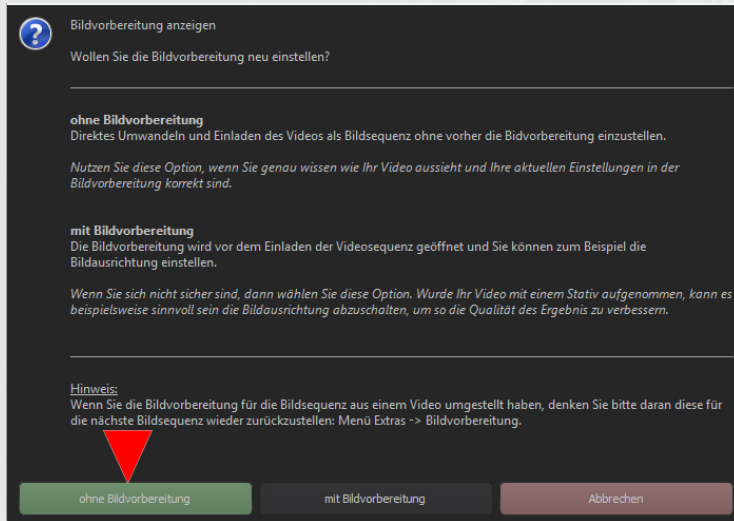 Bildvorbereitung anzeigen
Wollen Sie die Bildvorbereitung neu einstellen?
ohne Bildvorbereitung
Direktes Umwandeln und Einladen des Videos als Bildsequenz ohne vorher die Bidvorbereitung einzustellen.
Nutzen Sie diese Option, wenn Sie genau wissen wie Ihr Video aussieht und Ihre aktuellen Einstellungen in der
Bildvorbereitung korrekt sind.
mit Bildvorbereitung
Die Bildvorbereitung wird vor dem Einladen der Videosequenz geöffnet und Sie können zum Beispiel die
Bildausrichtung einstellen.
Wenn Sie sich nicht sicher sind, dann wählen Sie diese Option. Wurde Ihr Video mit einem Stativ aufgenommen, kann es
beispielsweise sinnvoll sein die Bildausrichtung abzuschalten, um so die Qualität des Ergebnis zu verbessern.
Hinweis:
Wenn Sie die Bildvorbereitung für die Bildsequenz aus einem Video umgestellt haben, denken Sie bitte daran diese für
die nächste Bildsequenz wieder zurückzustellen: Menü Extras -> Bildvorbereitung.
ohne Bildvorbereitung
mit Bildvorbereitung
Abbrechen